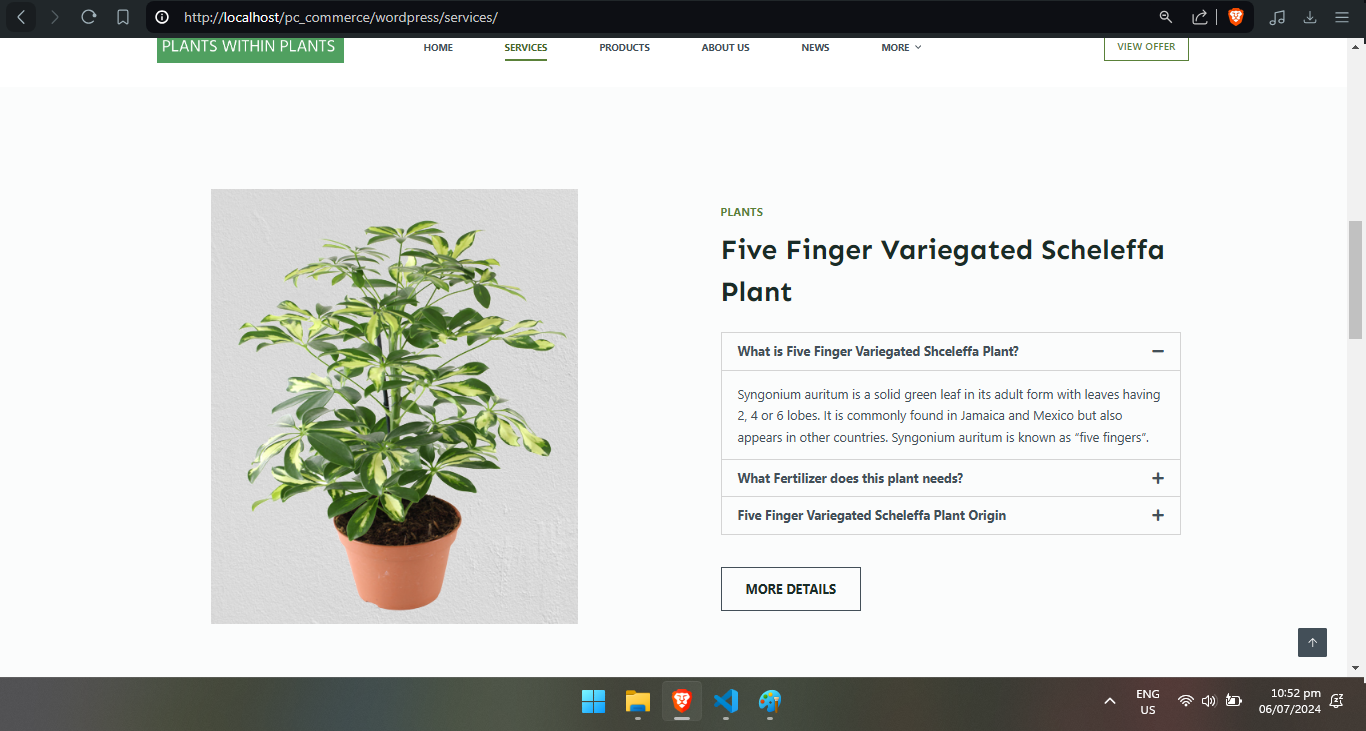 http://localhost/pc_commerce/wordpress/services/
PLANTS WITHIN PLANTS
HOME
SERVICES
PRODUCTS
ABOUT US
NEWS
MORE
VIEW OFFER
PLANTS
Five Finger Variegated Scheleffa
Plant
What is Five Finger Variegated Shceleffa Plant?
Syngonium auritum is a solid green leaf in its adult form with leaves having
2, 4 or 6 lobes. It is commonly found in Jamaica and Mexico but also
appears in other countries. Syngonium auritum is known as “five fingers”.
What Fertilizer does this plant needs?
Five Finger Variegated Scheleffa Plant Origin
MORE DETAILS
ENG
US
10:52 pm
06/07/2024